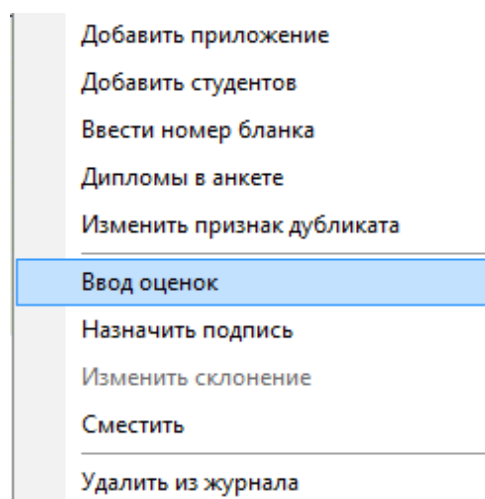 Добавить приложение
Добавить студентов
Ввести номер бланка
Дипломы в анкете
Изменить признак дубликата
Ввод оценок
Назначить подпись
Изменить склонение
Сместить
Удалить из журнала